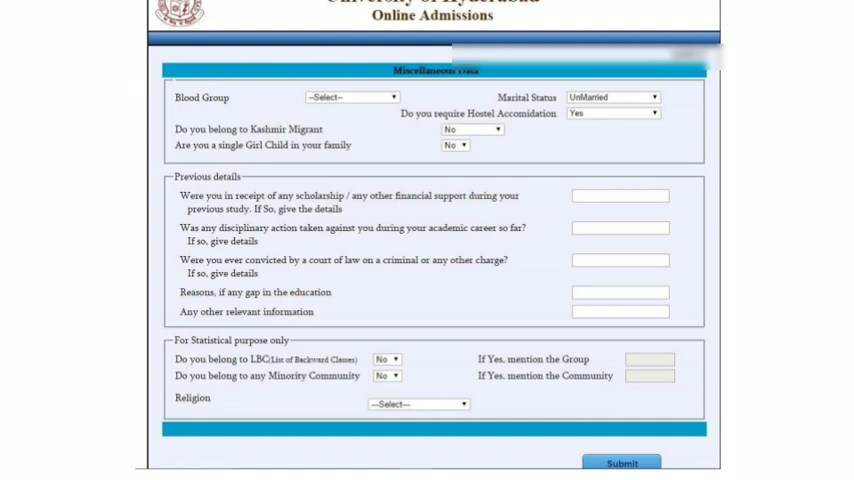 University of Hyderabad
Online Admissions
Miscellaneous Data
Blood Group --Select-- Marital Status UnMarried
Do you require Hostel Accomidation Yes
Do you belong to Kashmir Migrant No
Are you a single Girl Child in your family No
Previous details
Were you in receipt of any scholarship / any other financial support during your
previous study. If So, give the details
Was any disciplinary action taken against you during your academic career so far?
If so, give details
Were you ever convicted by a court of law on a criminal or any other charge?
If so, give details
Reasons, if any gap in the education
Any other relevant information
For Statistical purpose only
Do you belong to LBC(List of Backward Classes) No If Yes, mention the Group
Do you belong to any Minority Community No If Yes, mention the Community
Religion ---Select---
Submit